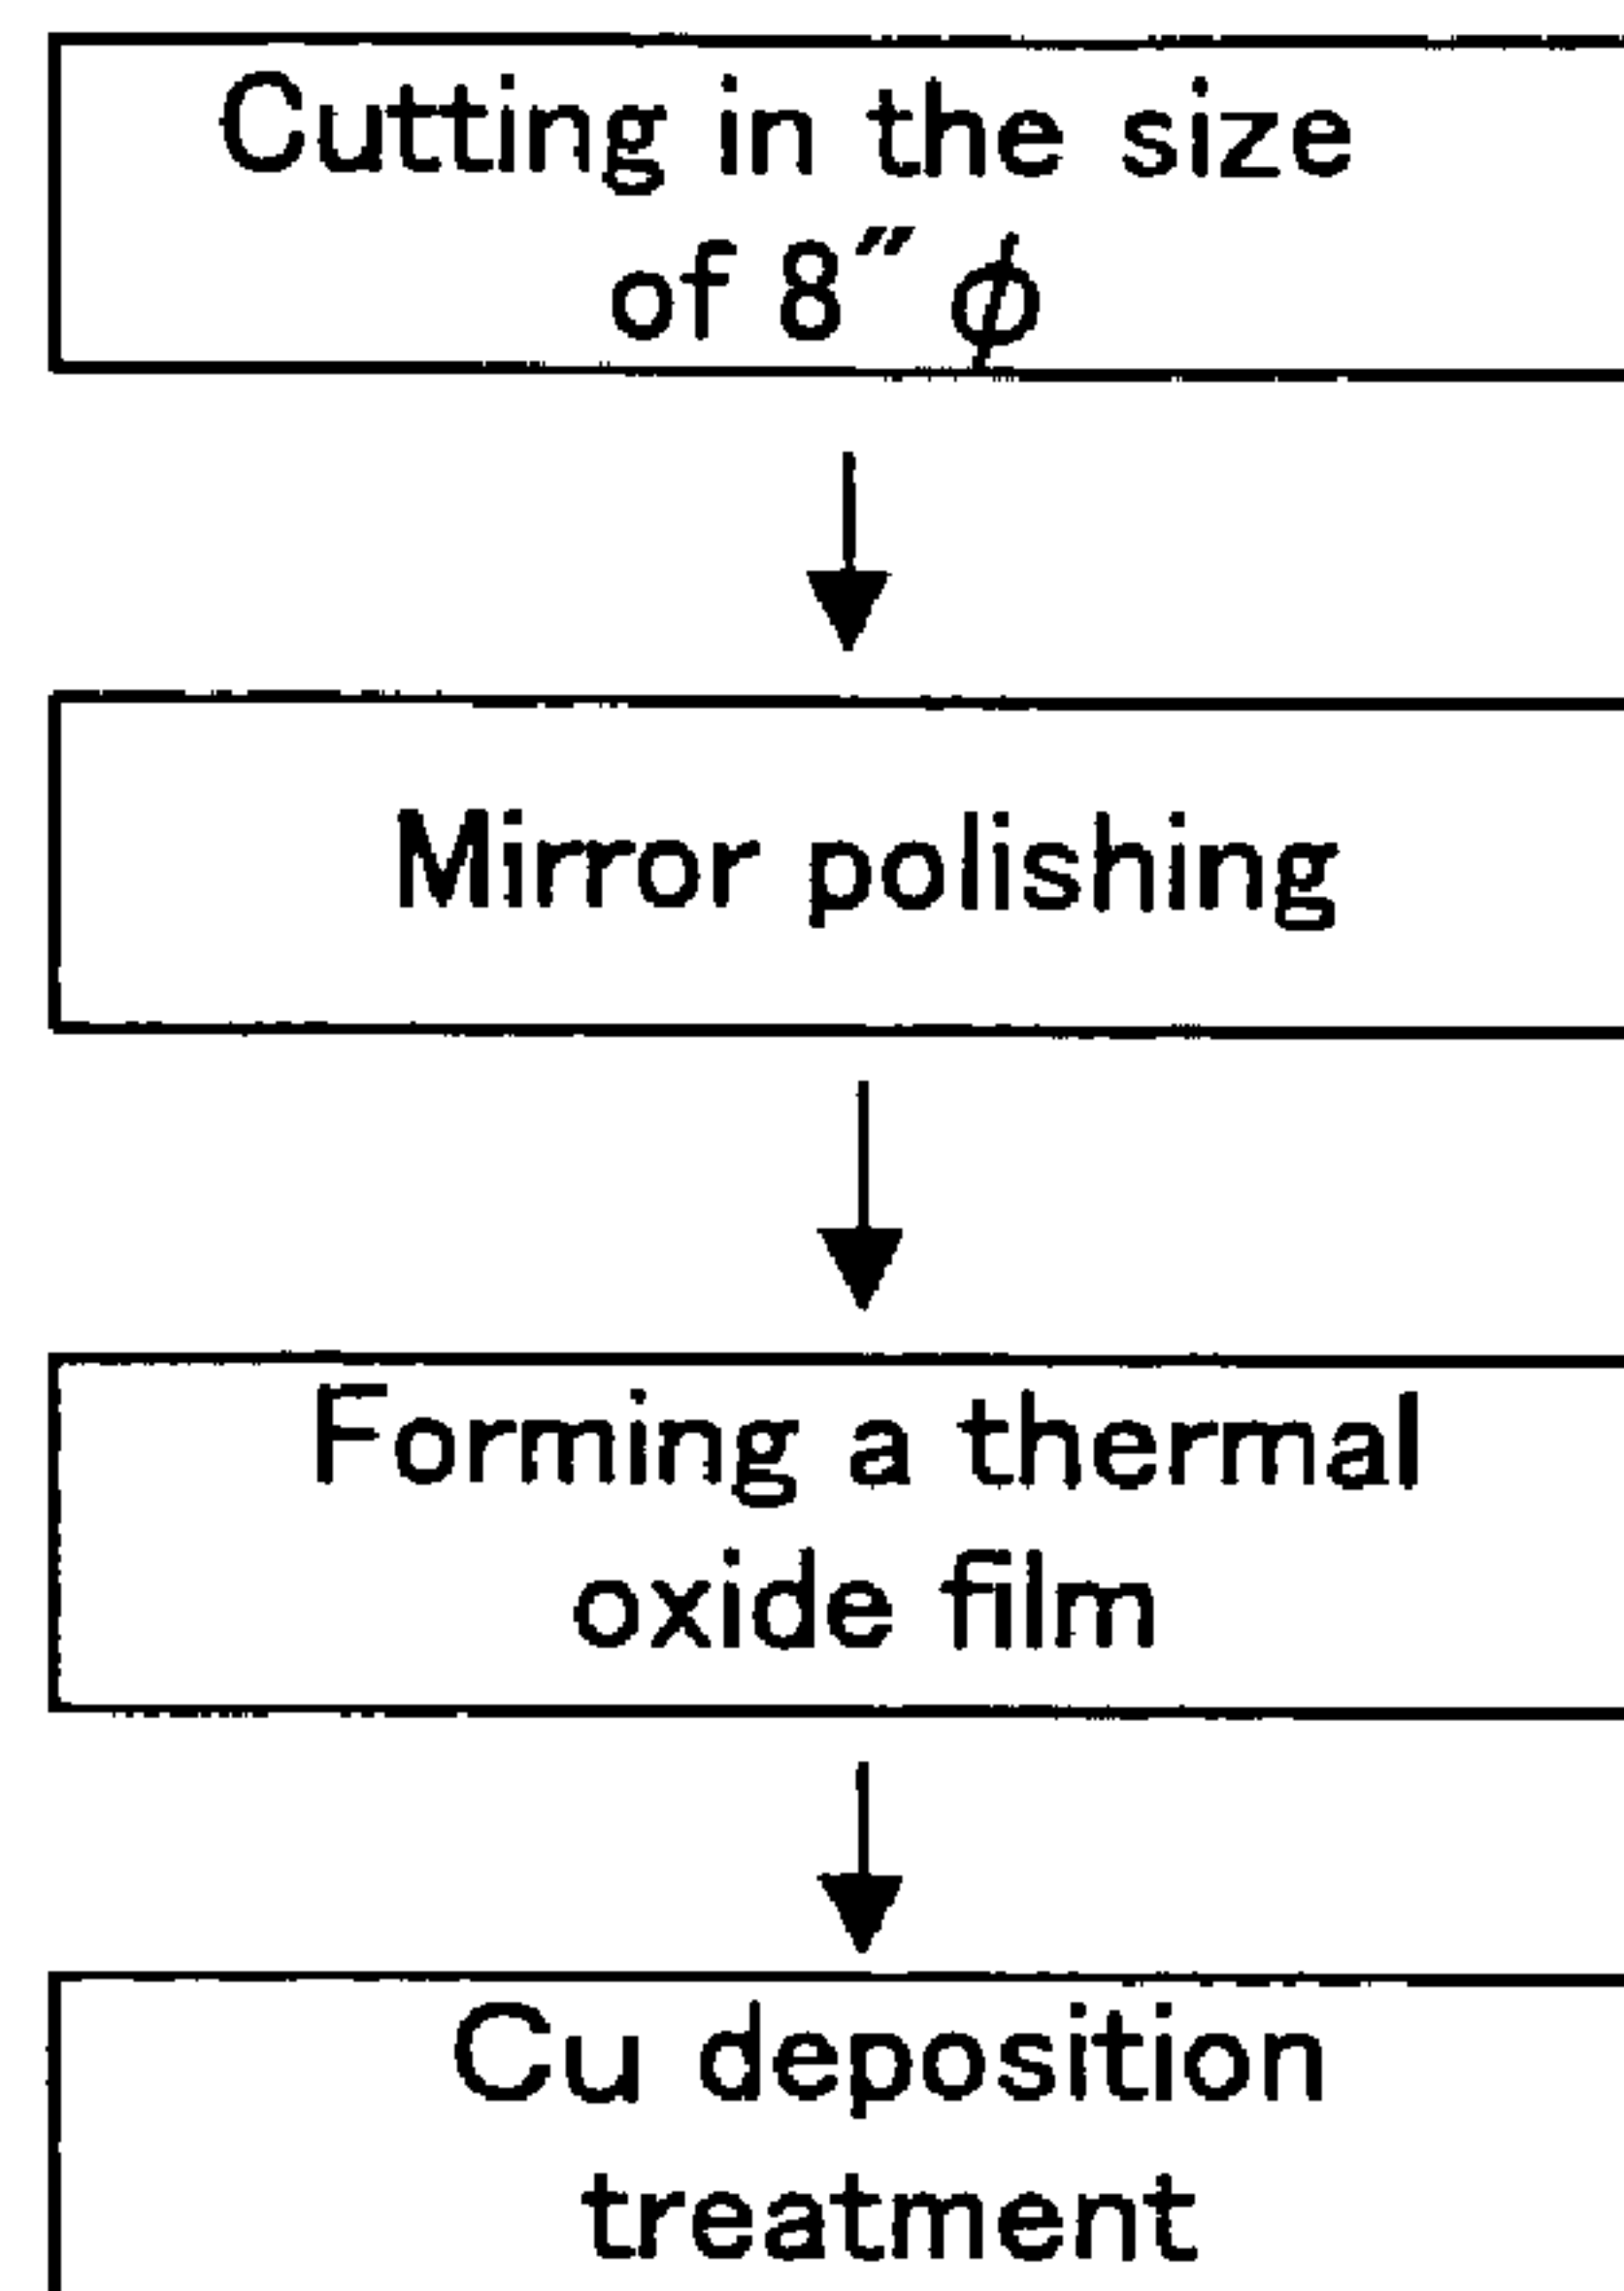 Cutting in the size
of 8″ φ
Mirror polishing
Forming a thermal
oxide film
Cu deposition
treatment